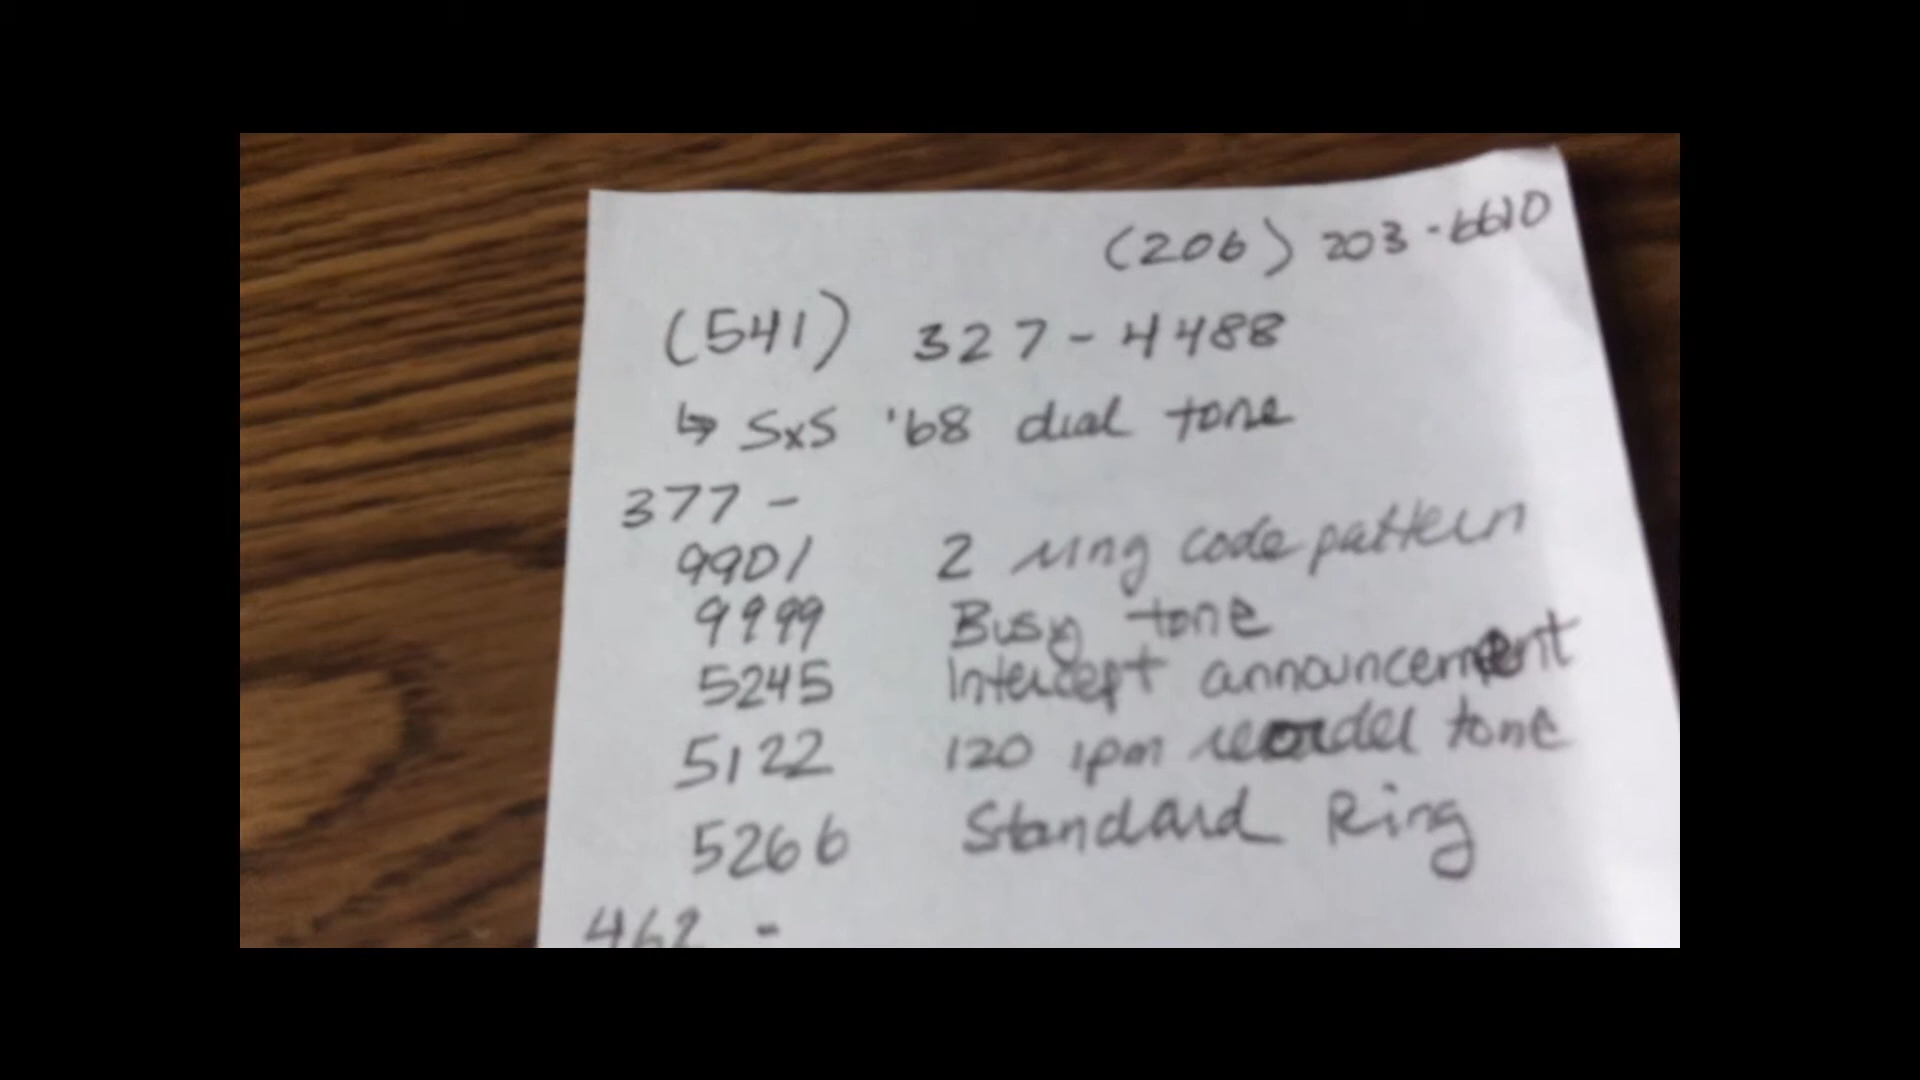 (206) 203-6610
(541) 327-4488
↳ SxS '68 dial tone
377-
9901 2 ring code pattern
9999 Busy tone
5245 Intercept announcement
5122 120 ipm reorder tone
5266 Standard Ring
462 -